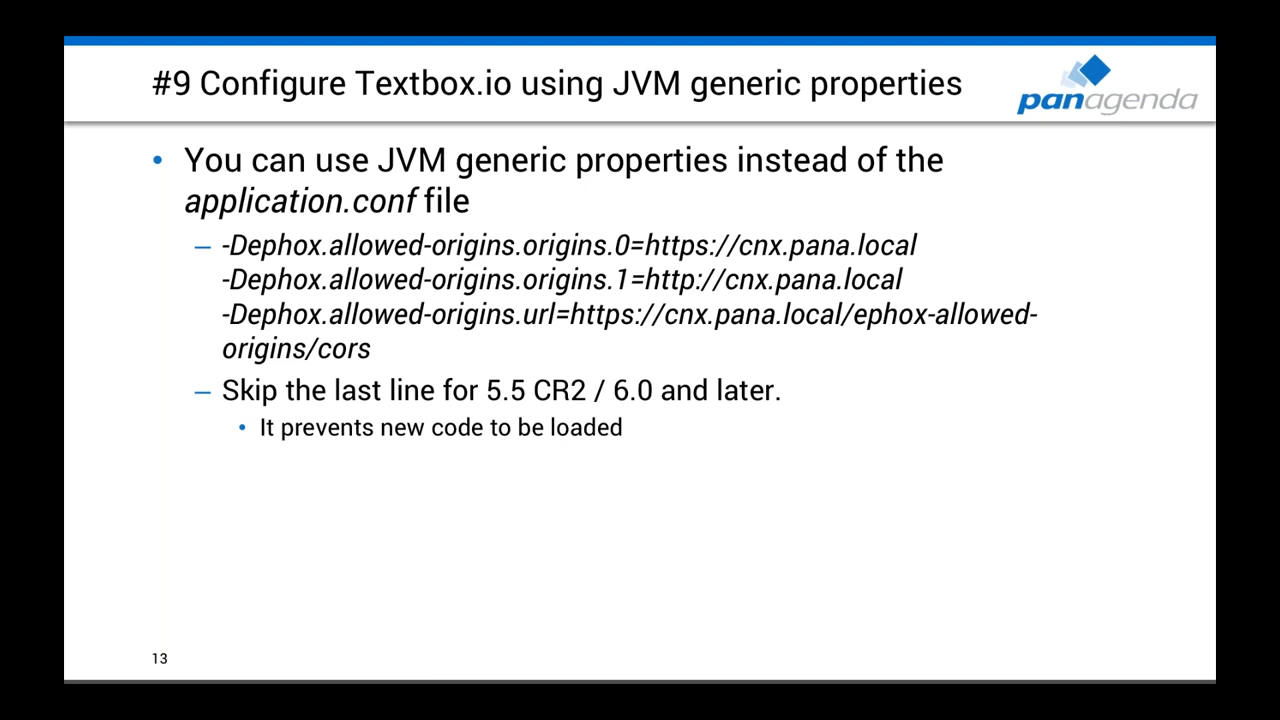 #9 Configure Textbox.io using JVM generic properties
panagenda
• You can use JVM generic properties instead of the
application.conf file
– -Dephox.allowed-origins.origins.0=https://cnx.pana.local
-Dephox.allowed-origins.origins.1=http://cnx.pana.local
-Dephox.allowed-origins.url=https://cnx.pana.local/ephox-allowed-
origins/cors
– Skip the last line for 5.5 CR2 / 6.0 and later.
• It prevents new code to be loaded
13